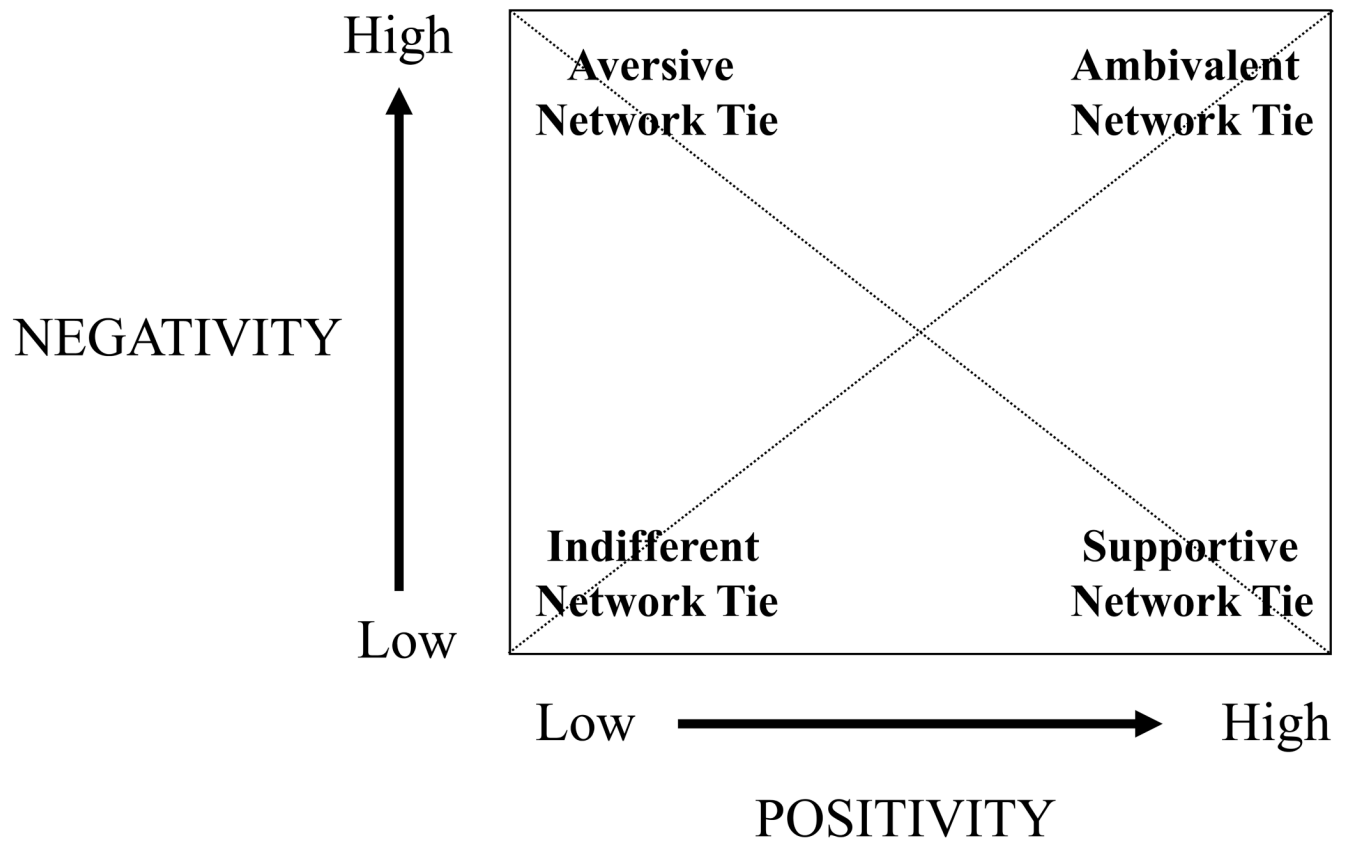 High
Aversive
Network Tie
Ambivalent
Network Tie
NEGATIVITY
Indifferent
Network Tie
Supportive
Network Tie
Low
Low
High
POSITIVITY